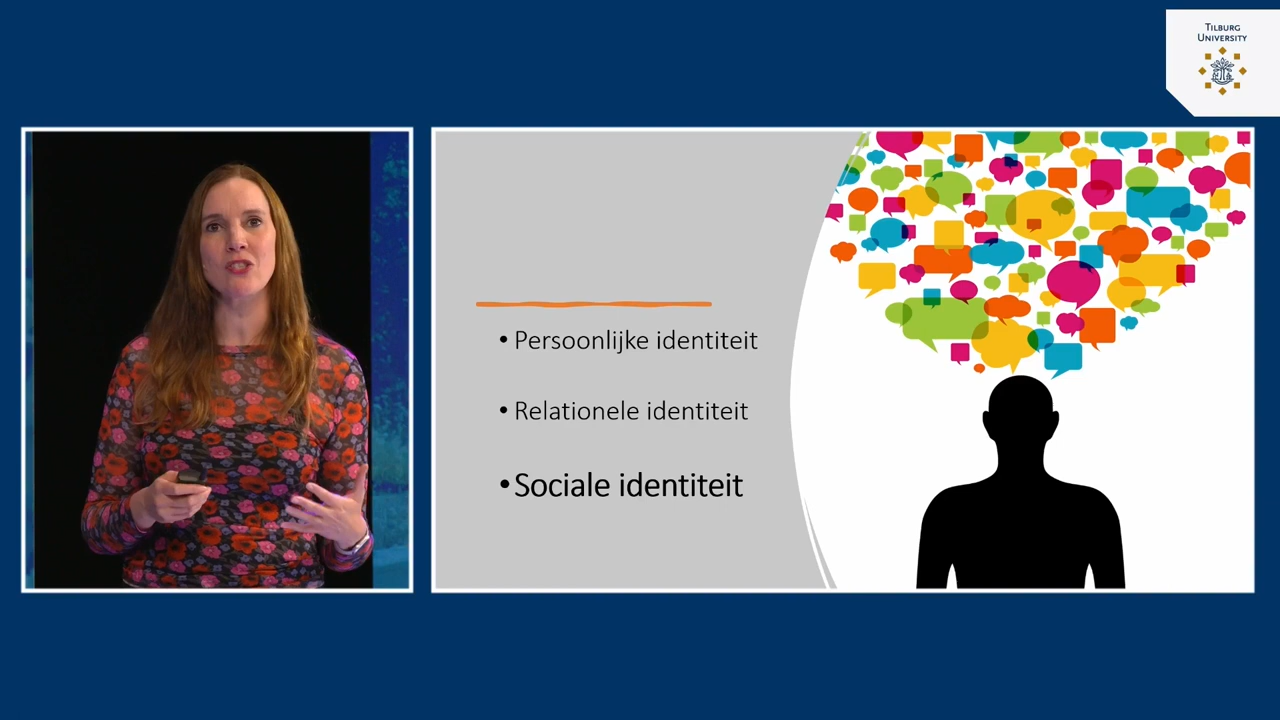 Tilburg
University
• Persoonlijke identiteit
• Relationele identiteit
• Sociale identiteit